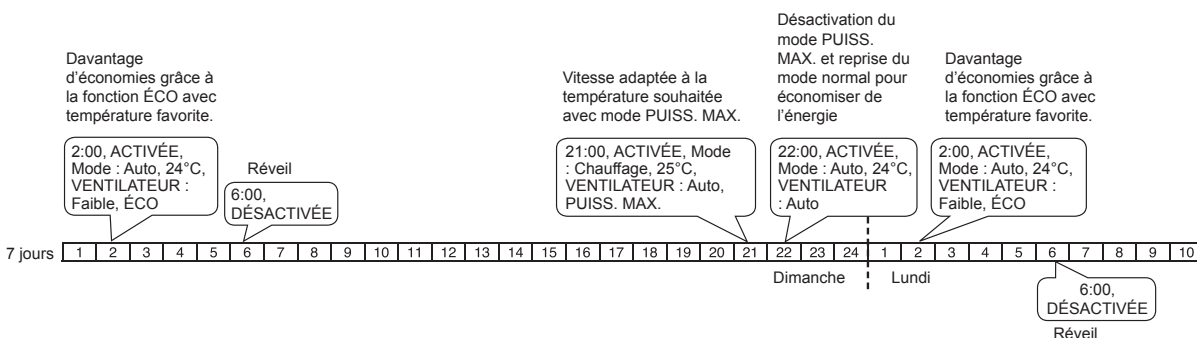 Davantage
d'économies grâce à
la fonction ÉCO avec
température favorite.
2:00, ACTIVÉE,
Mode : Auto, 24°C,
VENTILATEUR :
Faible, ÉCO
Réveil
6:00,
DÉSACTIVÉE
Vitesse adaptée à la
température souhaitée
avec mode PUISS. MAX.
21:00, ACTIVÉE, Mode
: Chauffage, 25°C,
VENTILATEUR : Auto,
PUISS. MAX.
Désactivation du
mode PUISS.
MAX. et reprise du
mode normal pour
économiser de
l'énergie
22:00, ACTIVÉE,
Mode : Auto, 24°C,
VENTILATEUR
: Auto
Davantage
d'économies grâce à
la fonction ÉCO avec
température favorite.
2:00, ACTIVÉE,
Mode : Auto, 24°C,
VENTILATEUR :
Faible, ÉCO
7 jours 1 2 3 4 5 6 7 8 9 10 11 12 13 14 15 16 17 18 19 20 21 22 23 24 1 2 3 4 5 6 7 8 9 10
Dimanche Lundi
6:00,
DÉSACTIVÉE
Réveil